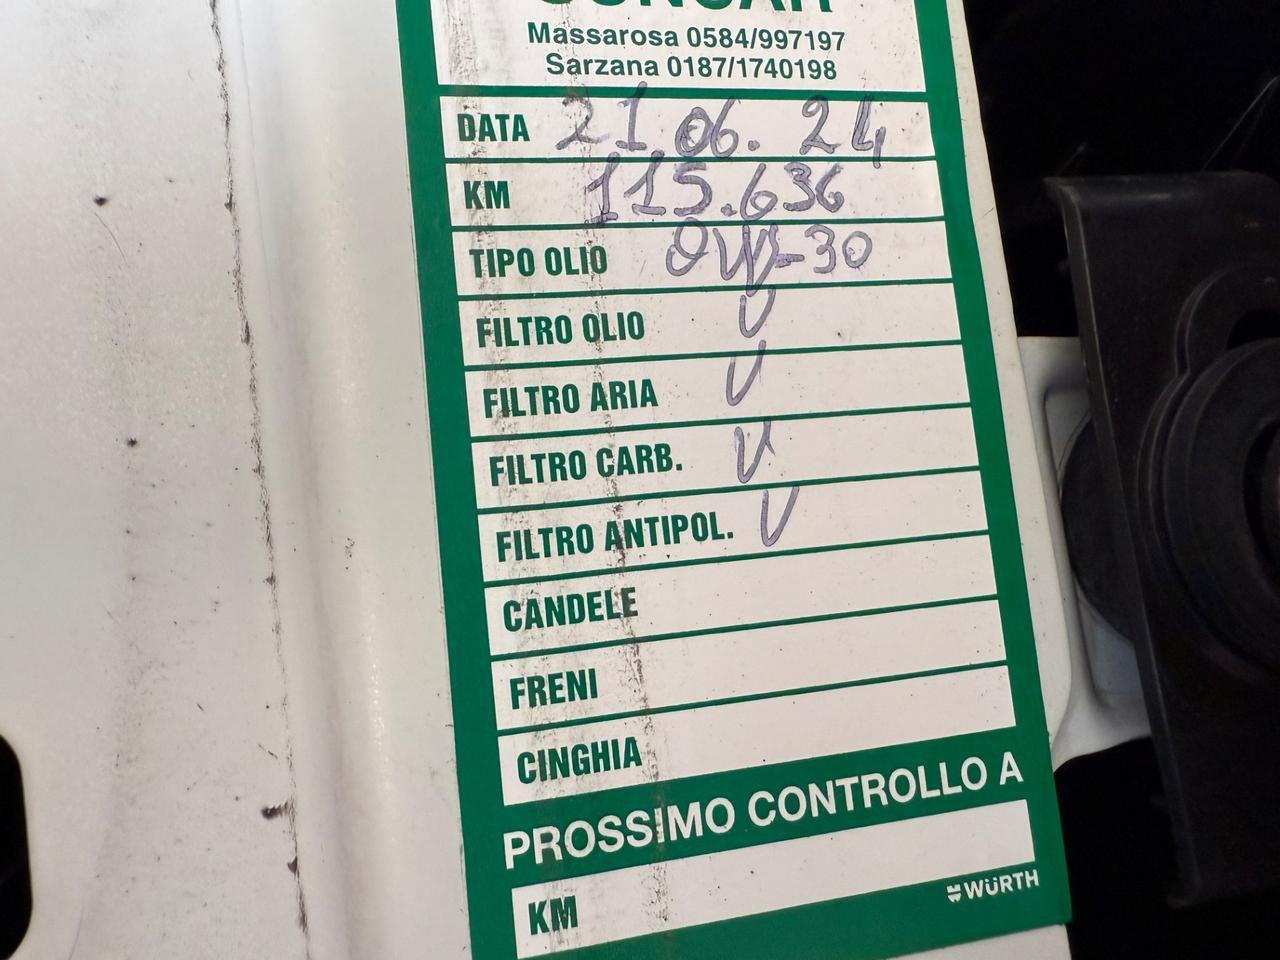 Massarosa 0584/997197
Sarzana 0187/1740198
DATA 21.06.24
KM 115.636
TIPO OLIO 0W-30
FILTRO OLIO V
FILTRO ARIA V
FILTRO CARB. V
FILTRO ANTIPOL. V
CANDELE
FRENI
CINGHIA
PROSSIMO CONTROLLO A
KM
WÜRTH